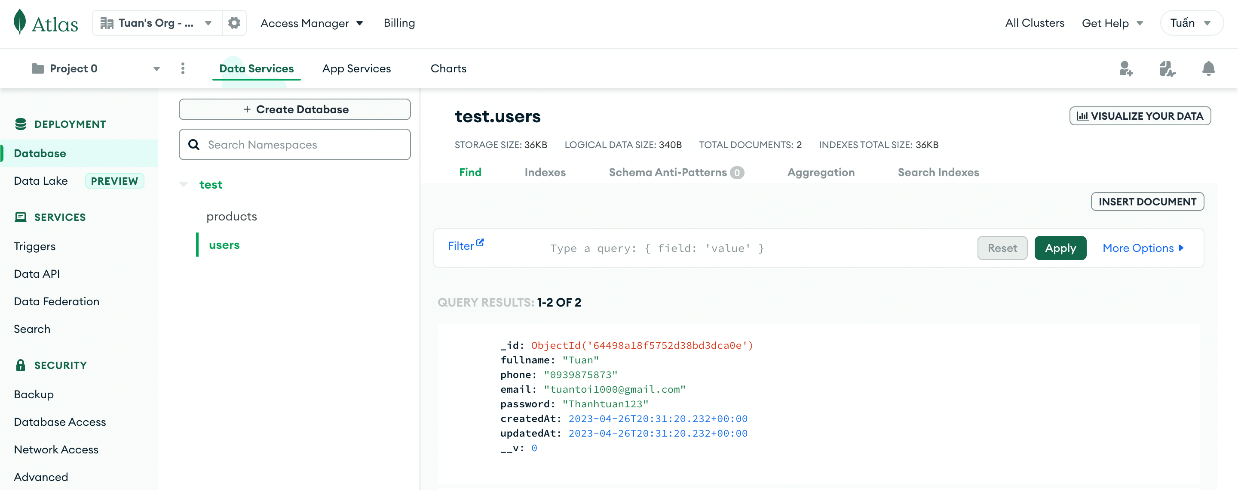 Atlas
Tuan's Org - ...
Access Manager
Billing
All Clusters
Get Help
Tuấn
Project 0
Data Services
App Services
Charts
DEPLOYMENT
Database
Data Lake PREVIEW
SERVICES
Triggers
Data API
Data Federation
Search
SECURITY
Backup
Database Access
Network Access
Advanced
+ Create Database
Search Namespaces
test
products
users
test.users
VISUALIZE YOUR DATA
STORAGE SIZE: 36KB LOGICAL DATA SIZE: 340B TOTAL DOCUMENTS: 2 INDEXES TOTAL SIZE: 36KB
Find Indexes Schema Anti-Patterns 0 Aggregation Search Indexes
INSERT DOCUMENT
Filter Type a query: { field: 'value' } Reset Apply More Options
QUERY RESULTS: 1-2 OF 2
_id: ObjectId('64498a18f5752d38bd3dca0e')
fullname: "Tuan"
phone: "0939875873"
email: "tuantoi1000@gmail.com"
password: "Thanhtuan123"
createdAt: 2023-04-26T20:31:20.232+00:00
updatedAt: 2023-04-26T20:31:20.232+00:00
__v: 0